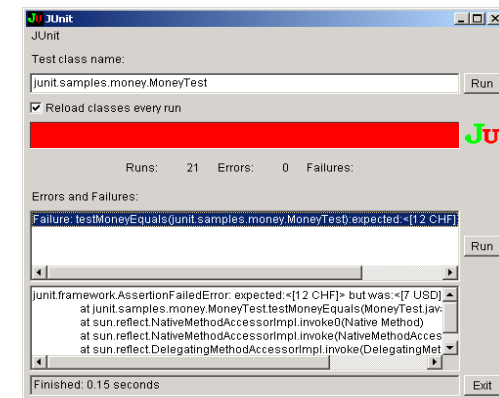 JU JUnit
JUnit
Test class name:
junit.samples.money.MoneyTest Run
Reload classes every run
JU
Runs: 21 Errors: 0 Failures:
Errors and Failures:
Failure: testMoneyEquals(junit.samples.money.MoneyTest):expected:<[12 CHF]
Run
junit.framework.AssertionFailedError: expected:<[12 CHF]> but was:<[7 USD]
at junit.samples.money.MoneyTest.testMoneyEquals(MoneyTest.jav
at sun.reflect.NativeMethodAccessorImpl.invoke0(Native Method)
at sun.reflect.NativeMethodAccessorImpl.invoke(NativeMethodAcces
at sun.reflect.DelegatingMethodAccessorImpl.invoke(DelegatingMet
Finished: 0.15 seconds Exit